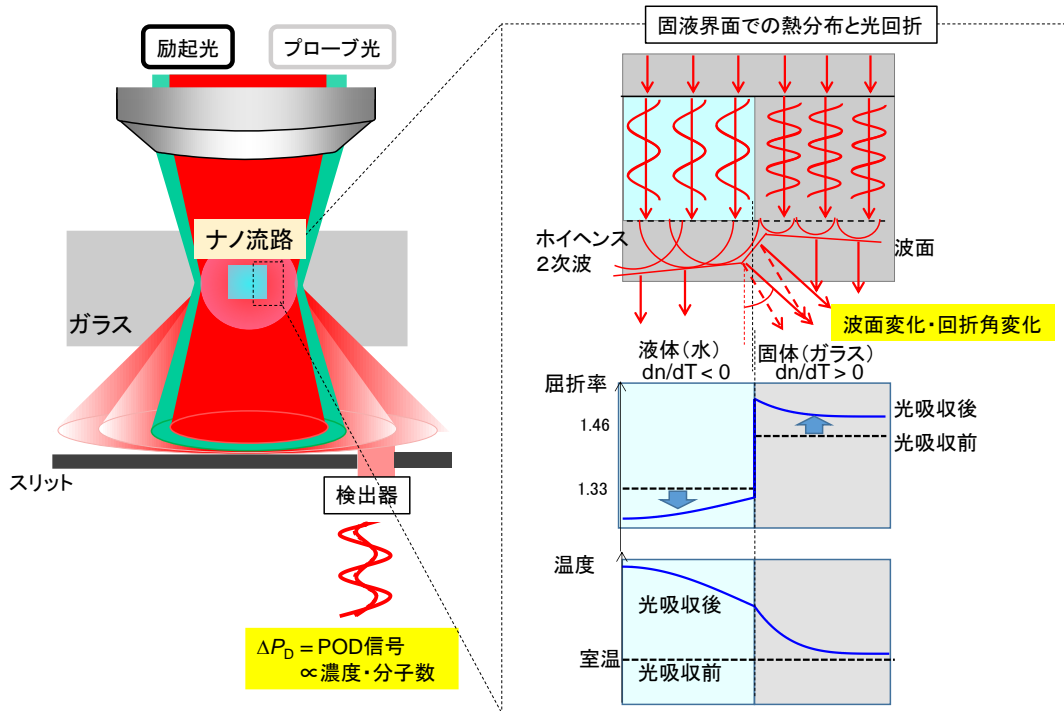 励起光
プローブ光
ナノ流路
ガラス
スリット
検出器
ΔPD = POD信号
∝濃度・分子数
固液界面での熱分布と光回折
ホイヘンス
２次波
波面
波面変化・回折角変化
液体（水）
dn/dT < 0
固体（ガラス）
dn/dT > 0
屈折率
1.46
1.33
光吸収後
光吸収前
温度
光吸収後
室温
光吸収前